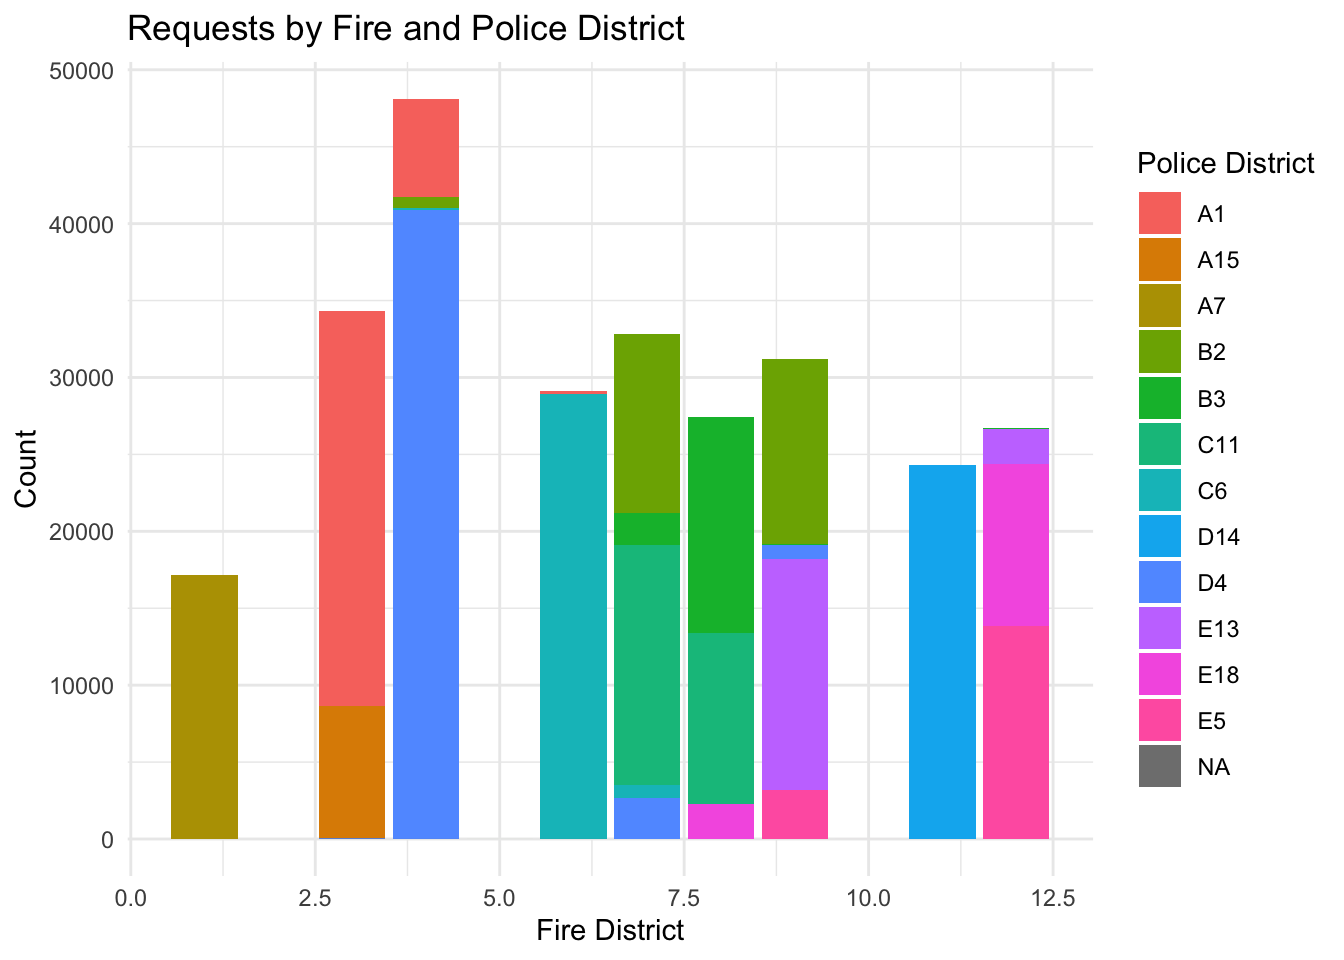 Requests by Fire and Police District
50000
40000
30000
20000
10000
0
Count
0.0 2.5 5.0 7.5 10.0 12.5
Fire District
Police District
A1
A15
A7
B2
B3
C11
C6
D14
D4
E13
E18
E5
NA